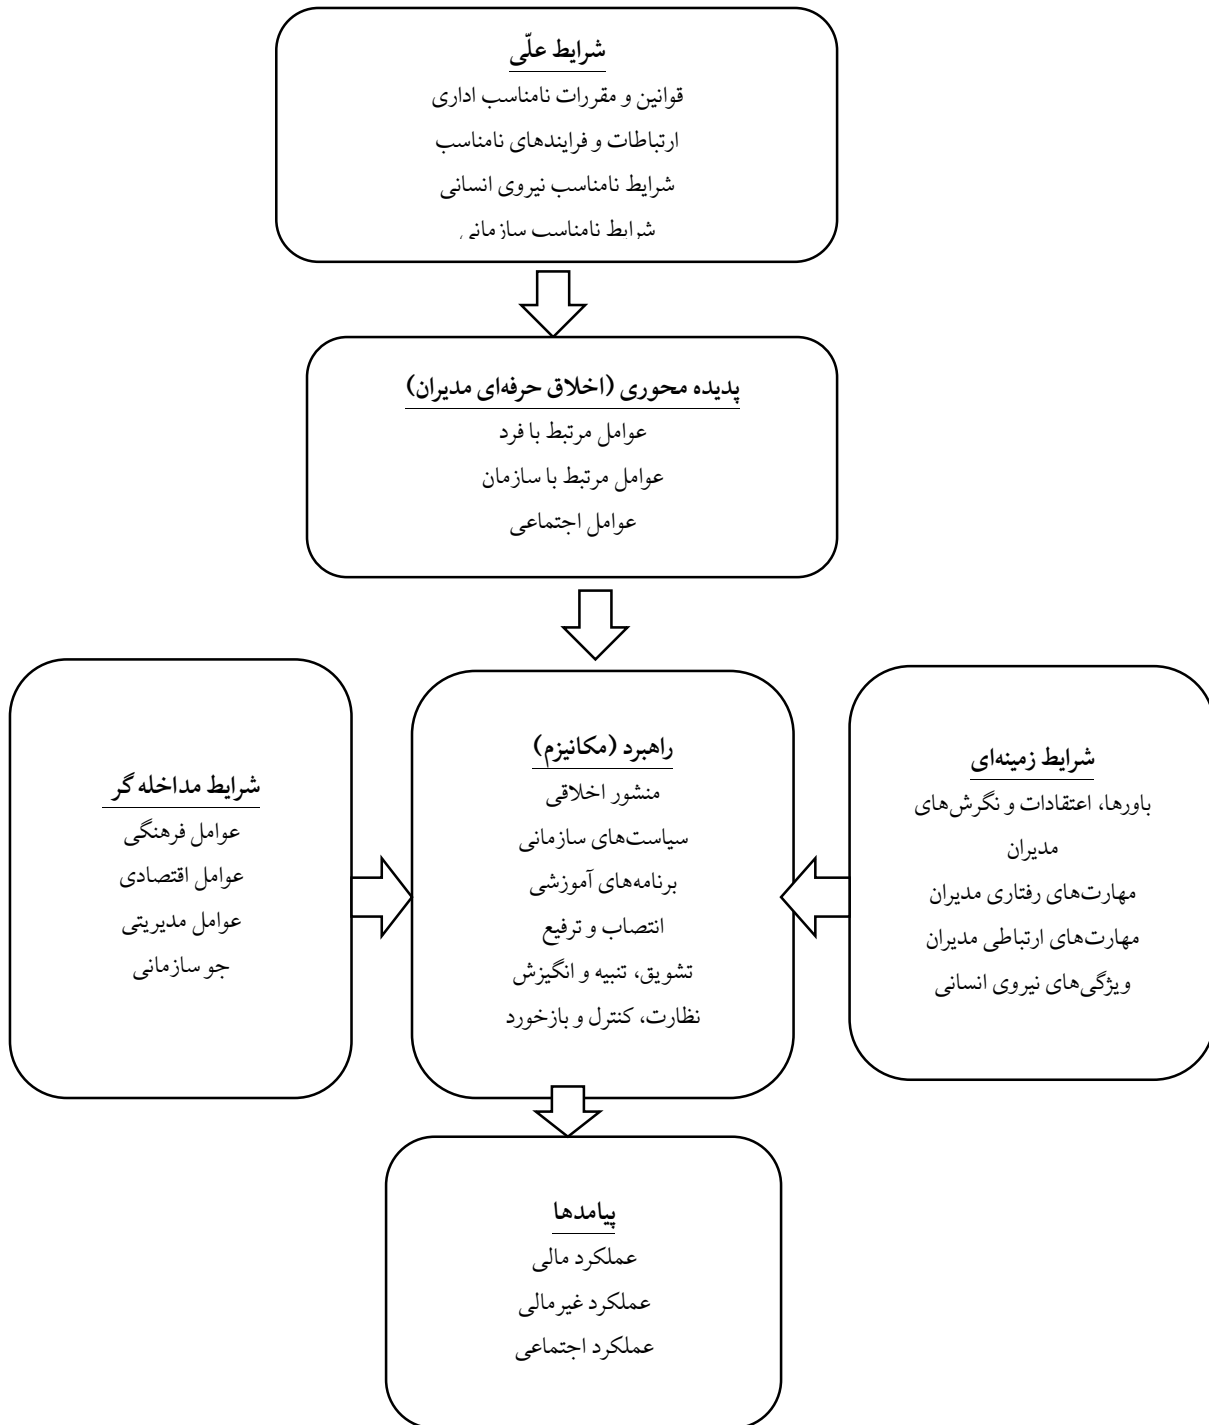 شرایط علّی
قوانین و مقررات نامناسب اداری
ارتباطات و فرایندهای نامناسب
شرایط نامناسب نیروی انسانی
شرایط نامناسب سازمانی
پدیده محوری (اخلاق حرفه‌ای مدیران)
عوامل مرتبط با فرد
عوامل مرتبط با سازمان
عوامل اجتماعی
شرایط زمینه‌ای
باورها، اعتقادات و نگرش‌های
مدیران
مهارت‌های رفتاری مدیران
مهارت‌های ارتباطی مدیران
ویژگی‌های نیروی انسانی
راهبرد (مکانیزم)
منشور اخلاقی
سیاست‌های سازمانی
برنامه‌های آموزشی
انتصاب و ترفیع
تشویق، تنبیه و انگیزش
نظارت، کنترل و بازخورد
شرایط مداخله گر
عوامل فرهنگی
عوامل اقتصادی
عوامل مدیریتی
جو سازمانی
پیامدها
عملکرد مالی
عملکرد غیرمالی
عملکرد اجتماعی